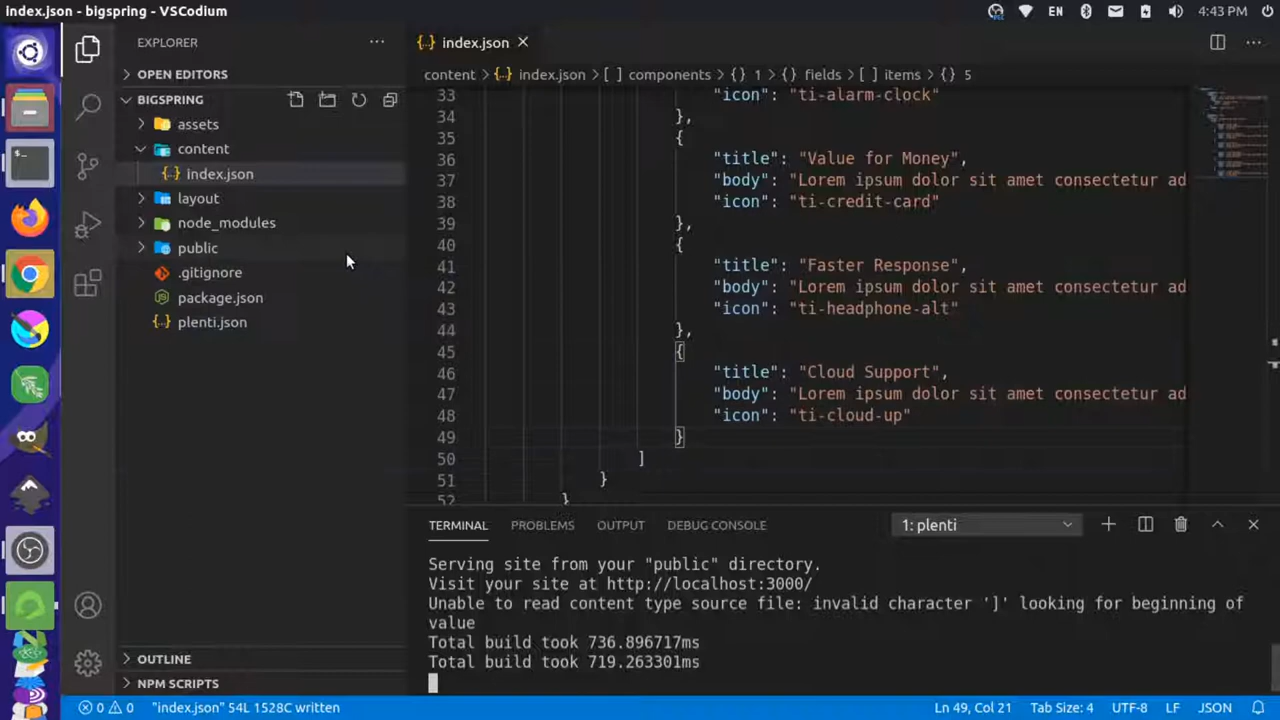 index.json - bigspring - VSCodium
EN
4:43 PM
EXPLORER
OPEN EDITORS
BIGSPRING
assets
content
index.json
layout
node_modules
public
.gitignore
package.json
plenti.json
OUTLINE
NPM SCRIPTS
index.json
content > index.json > [ ] components > {} 1 > {} fields > [ ] items > {} 5
33 "icon": "ti-alarm-clock"
34 },
35 {
36 "title": "Value for Money",
37 "body": "Lorem ipsum dolor sit amet consectetur ad
38 "icon": "ti-credit-card"
39 },
40 {
41 "title": "Faster Response",
42 "body": "Lorem ipsum dolor sit amet consectetur ad
43 "icon": "ti-headphone-alt"
44 },
45 {
46 "title": "Cloud Support",
47 "body": "Lorem ipsum dolor sit amet consectetur ad
48 "icon": "ti-cloud-up"
49 }
50 ]
51 }
52 }
TERMINAL PROBLEMS OUTPUT DEBUG CONSOLE 1: plenti
Serving site from your "public" directory.
Visit your site at http://localhost:3000/
Unable to read content type source file: invalid character ']' looking for beginning of
value
Total build took 736.896717ms
Total build took 719.263301ms
0 0 "index.json" 54L 1528C written Ln 49, Col 21 Tab Size: 4 UTF-8 LF JSON